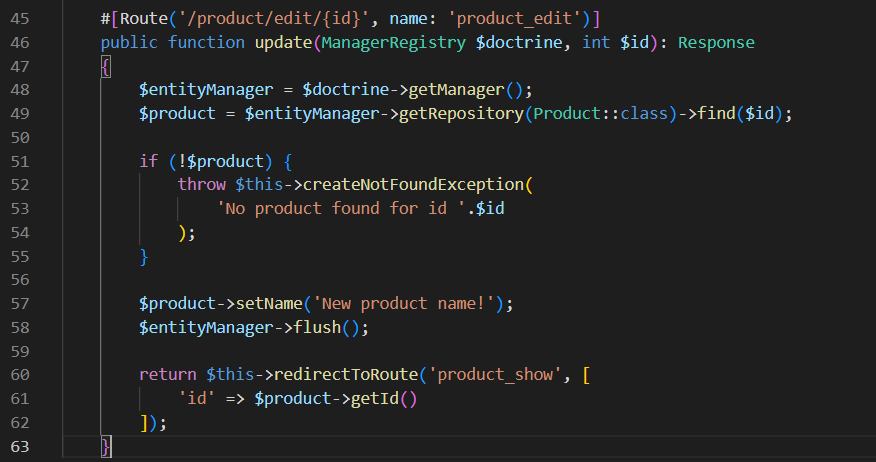 45 #[Route('/product/edit/{id}', name: 'product_edit')]
46 public function update(ManagerRegistry $doctrine, int $id): Response
47 {
48 $entityManager = $doctrine->getManager();
49 $product = $entityManager->getRepository(Product::class)->find($id);
50
51 if (!$product) {
52 throw $this->createNotFoundException(
53 'No product found for id '.$id
54 );
55 }
56
57 $product->setName('New product name!');
58 $entityManager->flush();
59
60 return $this->redirectToRoute('product_show', [
61 'id' => $product->getId()
62 ]);
63 }